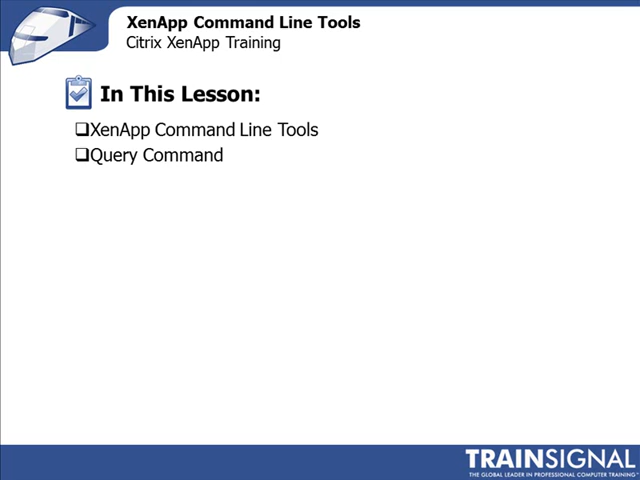 XenApp Command Line Tools
Citrix XenApp Training
In This Lesson:
XenApp Command Line Tools
Query Command
TRAINSIGNAL
THE GLOBAL LEADER IN PROFESSIONAL COMPUTER TRAINING